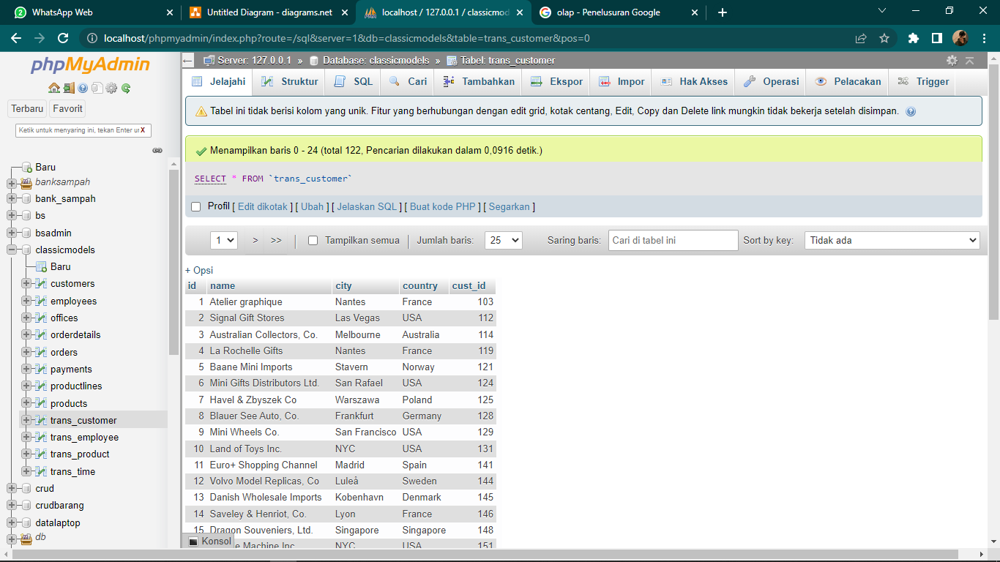 WhatsApp Web
Untitled Diagram - diagrams.net
localhost / 127.0.0.1 / classicmod
olap - Penelusuran Google
localhost/phpmyadmin/index.php?route=/sql&server=1&db=classicmodels&table=trans_customer&pos=0
phpMyAdmin
Terbaru Favorit
Ketik untuk menyaring ini, tekan Enter ur X
Baru
banksampah
bank_sampah
bs
bsadmin
classicmodels
Baru
customers
employees
offices
orderdetails
orders
payments
productlines
products
trans_customer
trans_employee
trans_product
trans_time
crud
crudbarang
datalaptop
db
Server: 127.0.0.1 » Database: classicmodels » Tabel: trans_customer
Jelajahi Struktur SQL Cari Tambahkan Ekspor Impor Hak Akses Operasi Pelacakan Trigger
Tabel ini tidak berisi kolom yang unik. Fitur yang berhubungan dengan edit grid, kotak centang, Edit, Copy dan Delete link mungkin tidak bekerja setelah disimpan.
Menampilkan baris 0 - 24 (total 122, Pencarian dilakukan dalam 0,0916 detik.)
SELECT * FROM `trans_customer`
Profil [ Edit dikotak ] [ Ubah ] [ Jelaskan SQL ] [ Buat kode PHP ] [ Segarkan ]
1 > >> | Tampilkan semua | Jumlah baris: 25 Saring baris: Cari di tabel ini Sort by key: Tidak ada
+ Opsi
id name city country cust_id
1 Atelier graphique Nantes France 103
2 Signal Gift Stores Las Vegas USA 112
3 Australian Collectors, Co. Melbourne Australia 114
4 La Rochelle Gifts Nantes France 119
5 Baane Mini Imports Stavern Norway 121
6 Mini Gifts Distributors Ltd. San Rafael USA 124
7 Havel & Zbyszek Co Warszawa Poland 125
8 Blauer See Auto, Co. Frankfurt Germany 128
9 Mini Wheels Co. San Francisco USA 129
10 Land of Toys Inc. NYC USA 131
11 Euro+ Shopping Channel Madrid Spain 141
12 Volvo Model Replicas, Co Luleå Sweden 144
13 Danish Wholesale Imports Kobenhavn Denmark 145
14 Saveley & Henriot, Co. Lyon France 146
15 Dragon Souveniers, Ltd. Singapore Singapore 148
Machine Inc NYC USA 151
Konsol